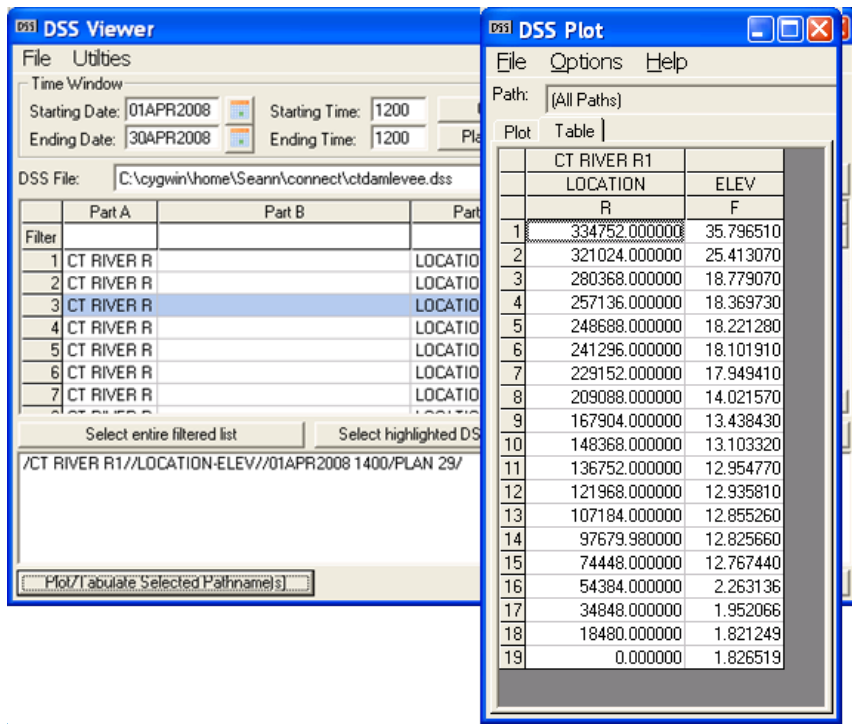 DSS DSS Viewer
File Utilties
Time Window
Starting Date: 01APR2008 Starting Time: 1200
Ending Date: 30APR2008 Ending Time: 1200 Pla
DSS File: C:\cygwin\home\Seann\connect\ctdamlevee.dss
Part A Part B Part
Filter
1 CT RIVER R LOCATIO
2 CT RIVER R LOCATIO
3 CT RIVER R LOCATIO
4 CT RIVER R LOCATIO
5 CT RIVER R LOCATIO
6 CT RIVER R LOCATIO
7 CT RIVER R LOCATIO
Select entire filtered list Select highlighted DS
/CT RIVER R1//LOCATION-ELEV//01APR2008 1400/PLAN 29/
Plot/Tabulate Selected Pathname(s)
DSS DSS Plot
File Options Help
Path: (All Paths)
Plot Table
CT RIVER R1
LOCATION ELEV
R F
1 334752.000000 35.796510
2 321024.000000 25.413070
3 280368.000000 18.779070
4 257136.000000 18.369730
5 248688.000000 18.221280
6 241296.000000 18.101910
7 229152.000000 17.949410
8 209088.000000 14.021570
9 167904.000000 13.438430
10 148368.000000 13.103320
11 136752.000000 12.954770
12 121968.000000 12.935810
13 107184.000000 12.855260
14 97679.980000 12.825660
15 74448.000000 12.767440
16 54384.000000 2.263136
17 34848.000000 1.952066
18 18480.000000 1.821249
19 0.000000 1.826519